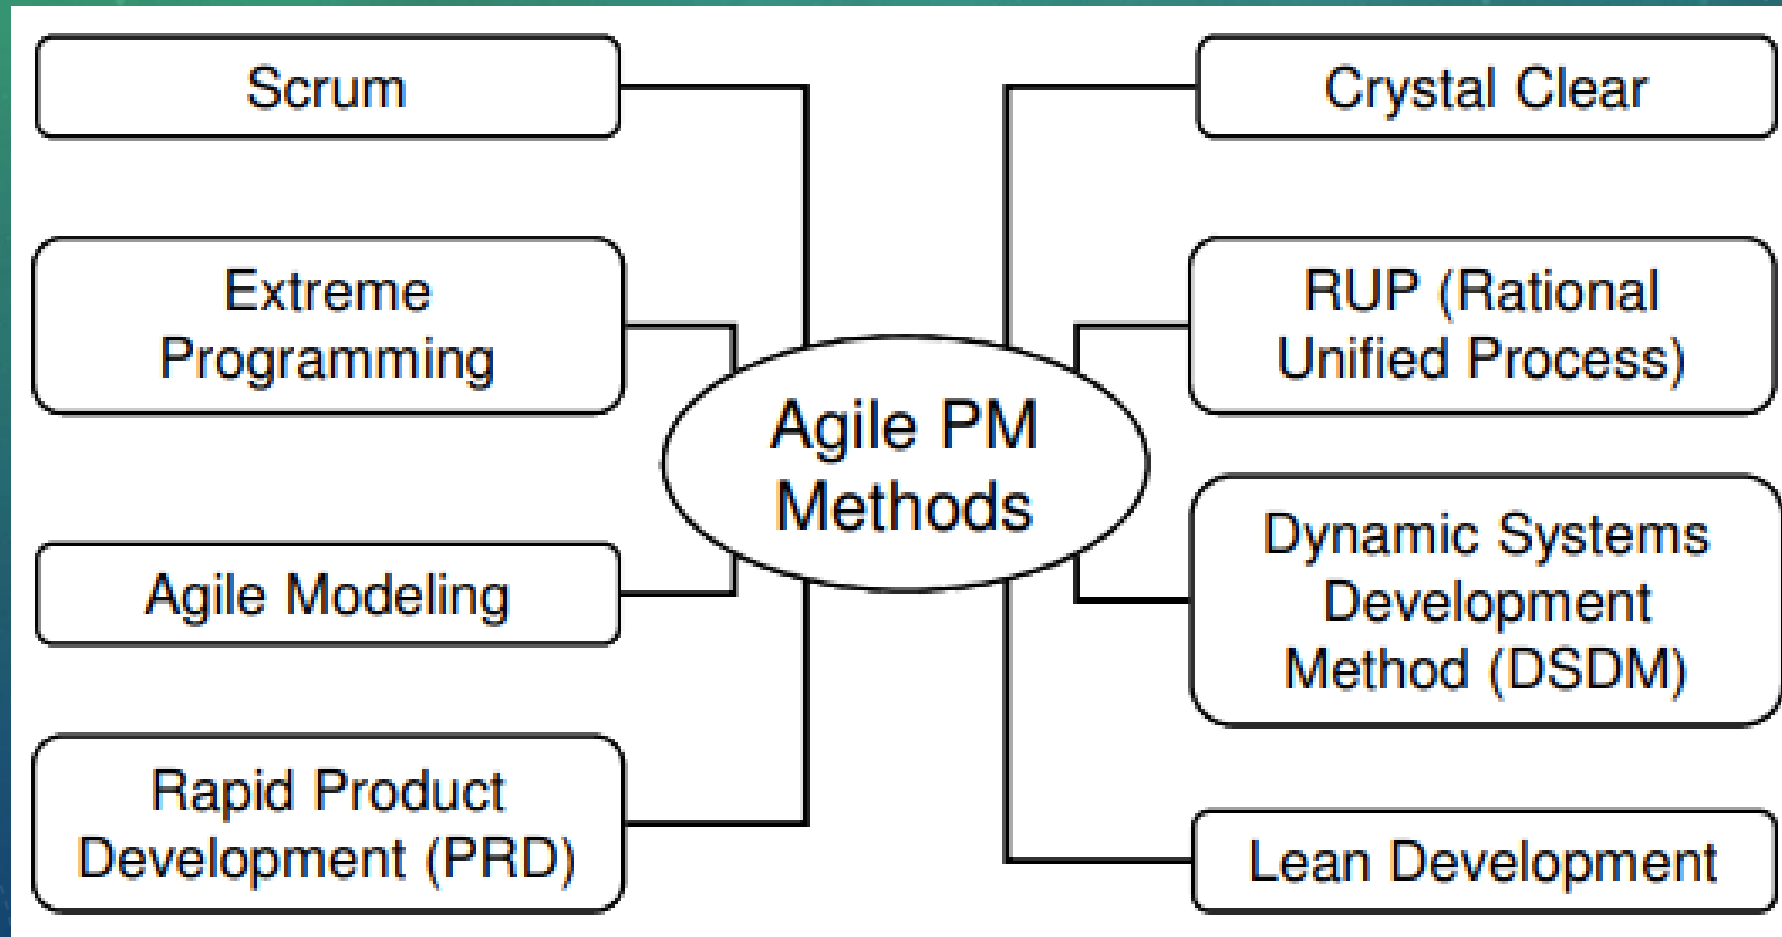 Scrum
Extreme
Programming
Agile Modeling
Rapid Product
Development (PRD)
Agile PM
Methods
Crystal Clear
RUP (Rational
Unified Process)
Dynamic Systems
Development
Method (DSDM)
Lean Development